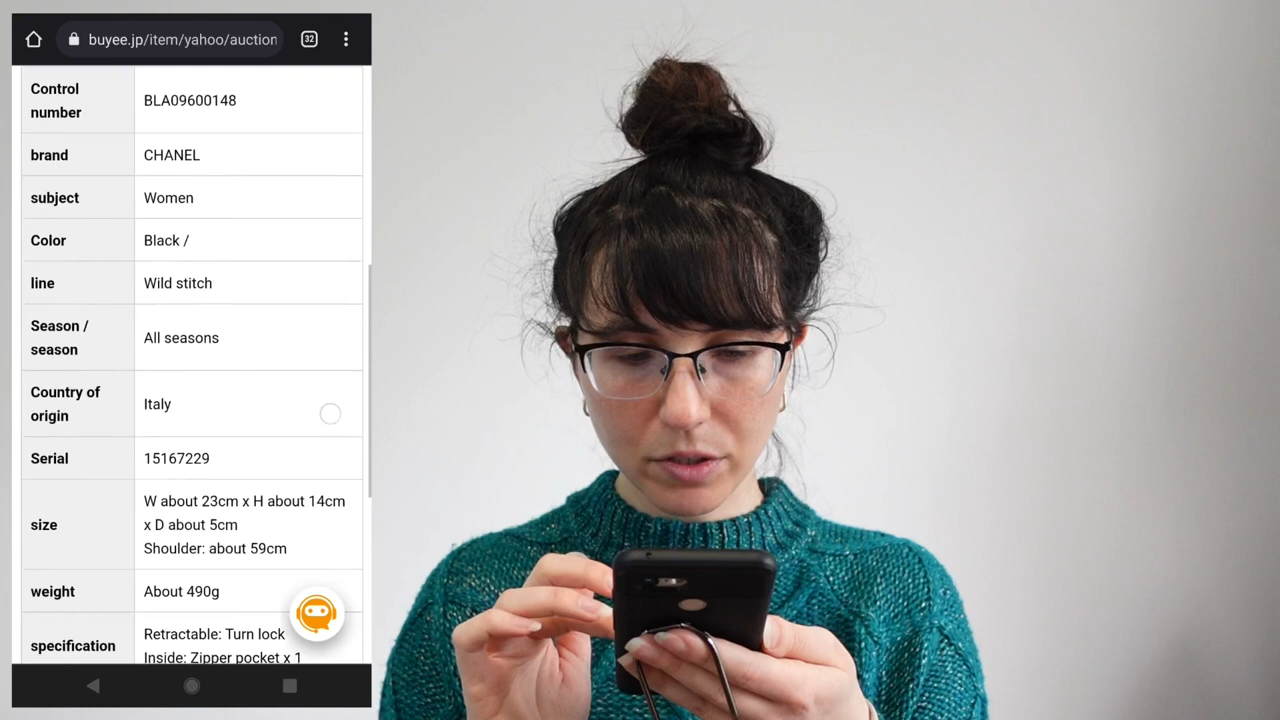 buyee.jp/item/yahoo/auction
32
Control
number
BLA09600148
brand
CHANEL
subject
Women
Color
Black /
line
Wild stitch
Season /
season
All seasons
Country of
origin
Italy
Serial
15167229
size
W about 23cm x H about 14cm
x D about 5cm
Shoulder: about 59cm
weight
About 490g
specification
Retractable: Turn lock
Inside: Zipper pocket x 1